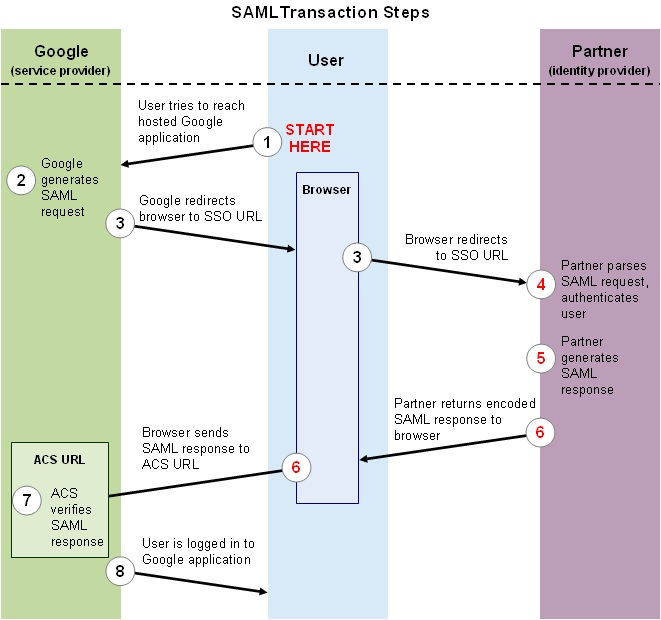 SAML Transaction Steps
Google
(service provider)
User
Partner
(identity provider)
User tries to reach
hosted Google
application
1
START
HERE
2
Google
generates
SAML
request
3
Google redirects
browser to SSO URL
Browser
3
Browser redirects
to SSO URL
4
Partner parses
SAML request,
authenticates
user
5
Partner
generates
SAML
response
Partner returns encoded
SAML response to
browser
6
Browser sends
SAML response to
ACS URL
6
ACS URL
7
ACS
verifies
SAML
response
8
User is logged in to
Google application